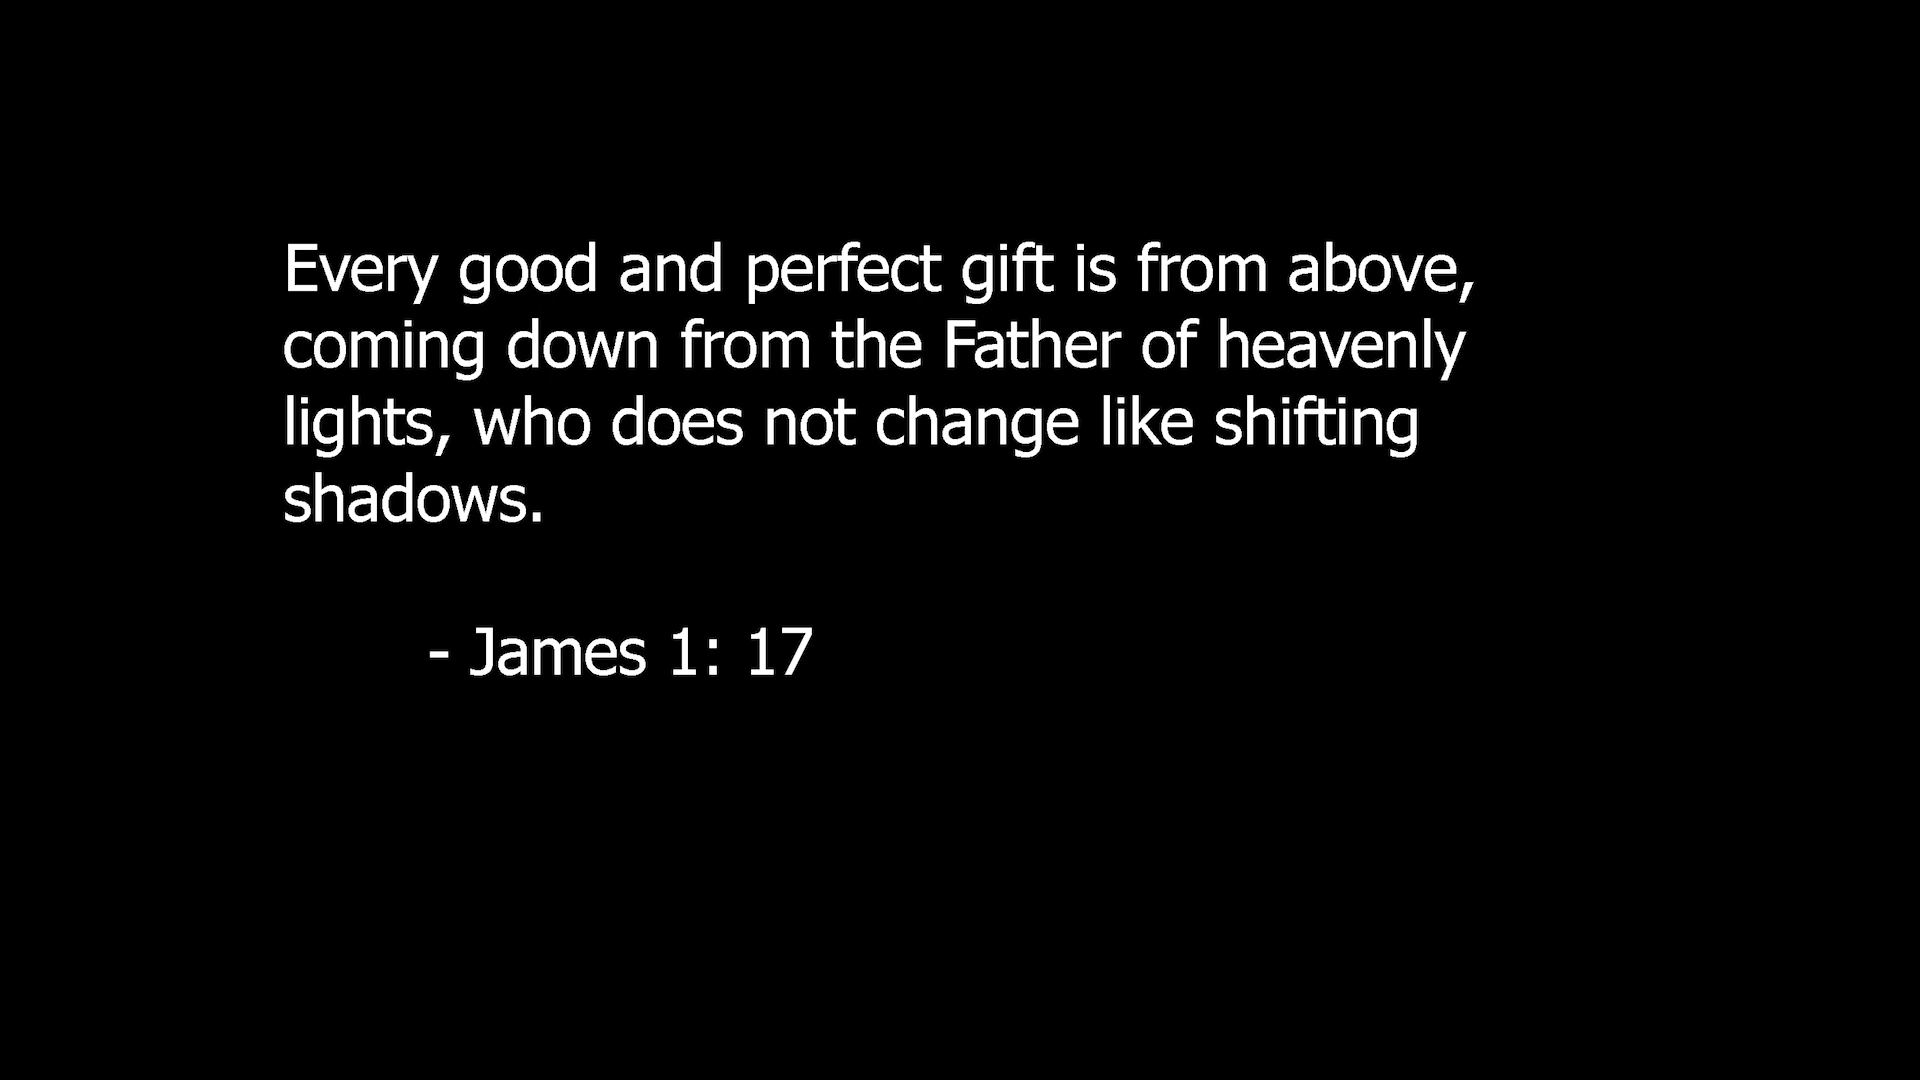 Every good and perfect gift is from above,
coming down from the Father of heavenly
lights, who does not change like shifting
shadows.
- James 1: 17